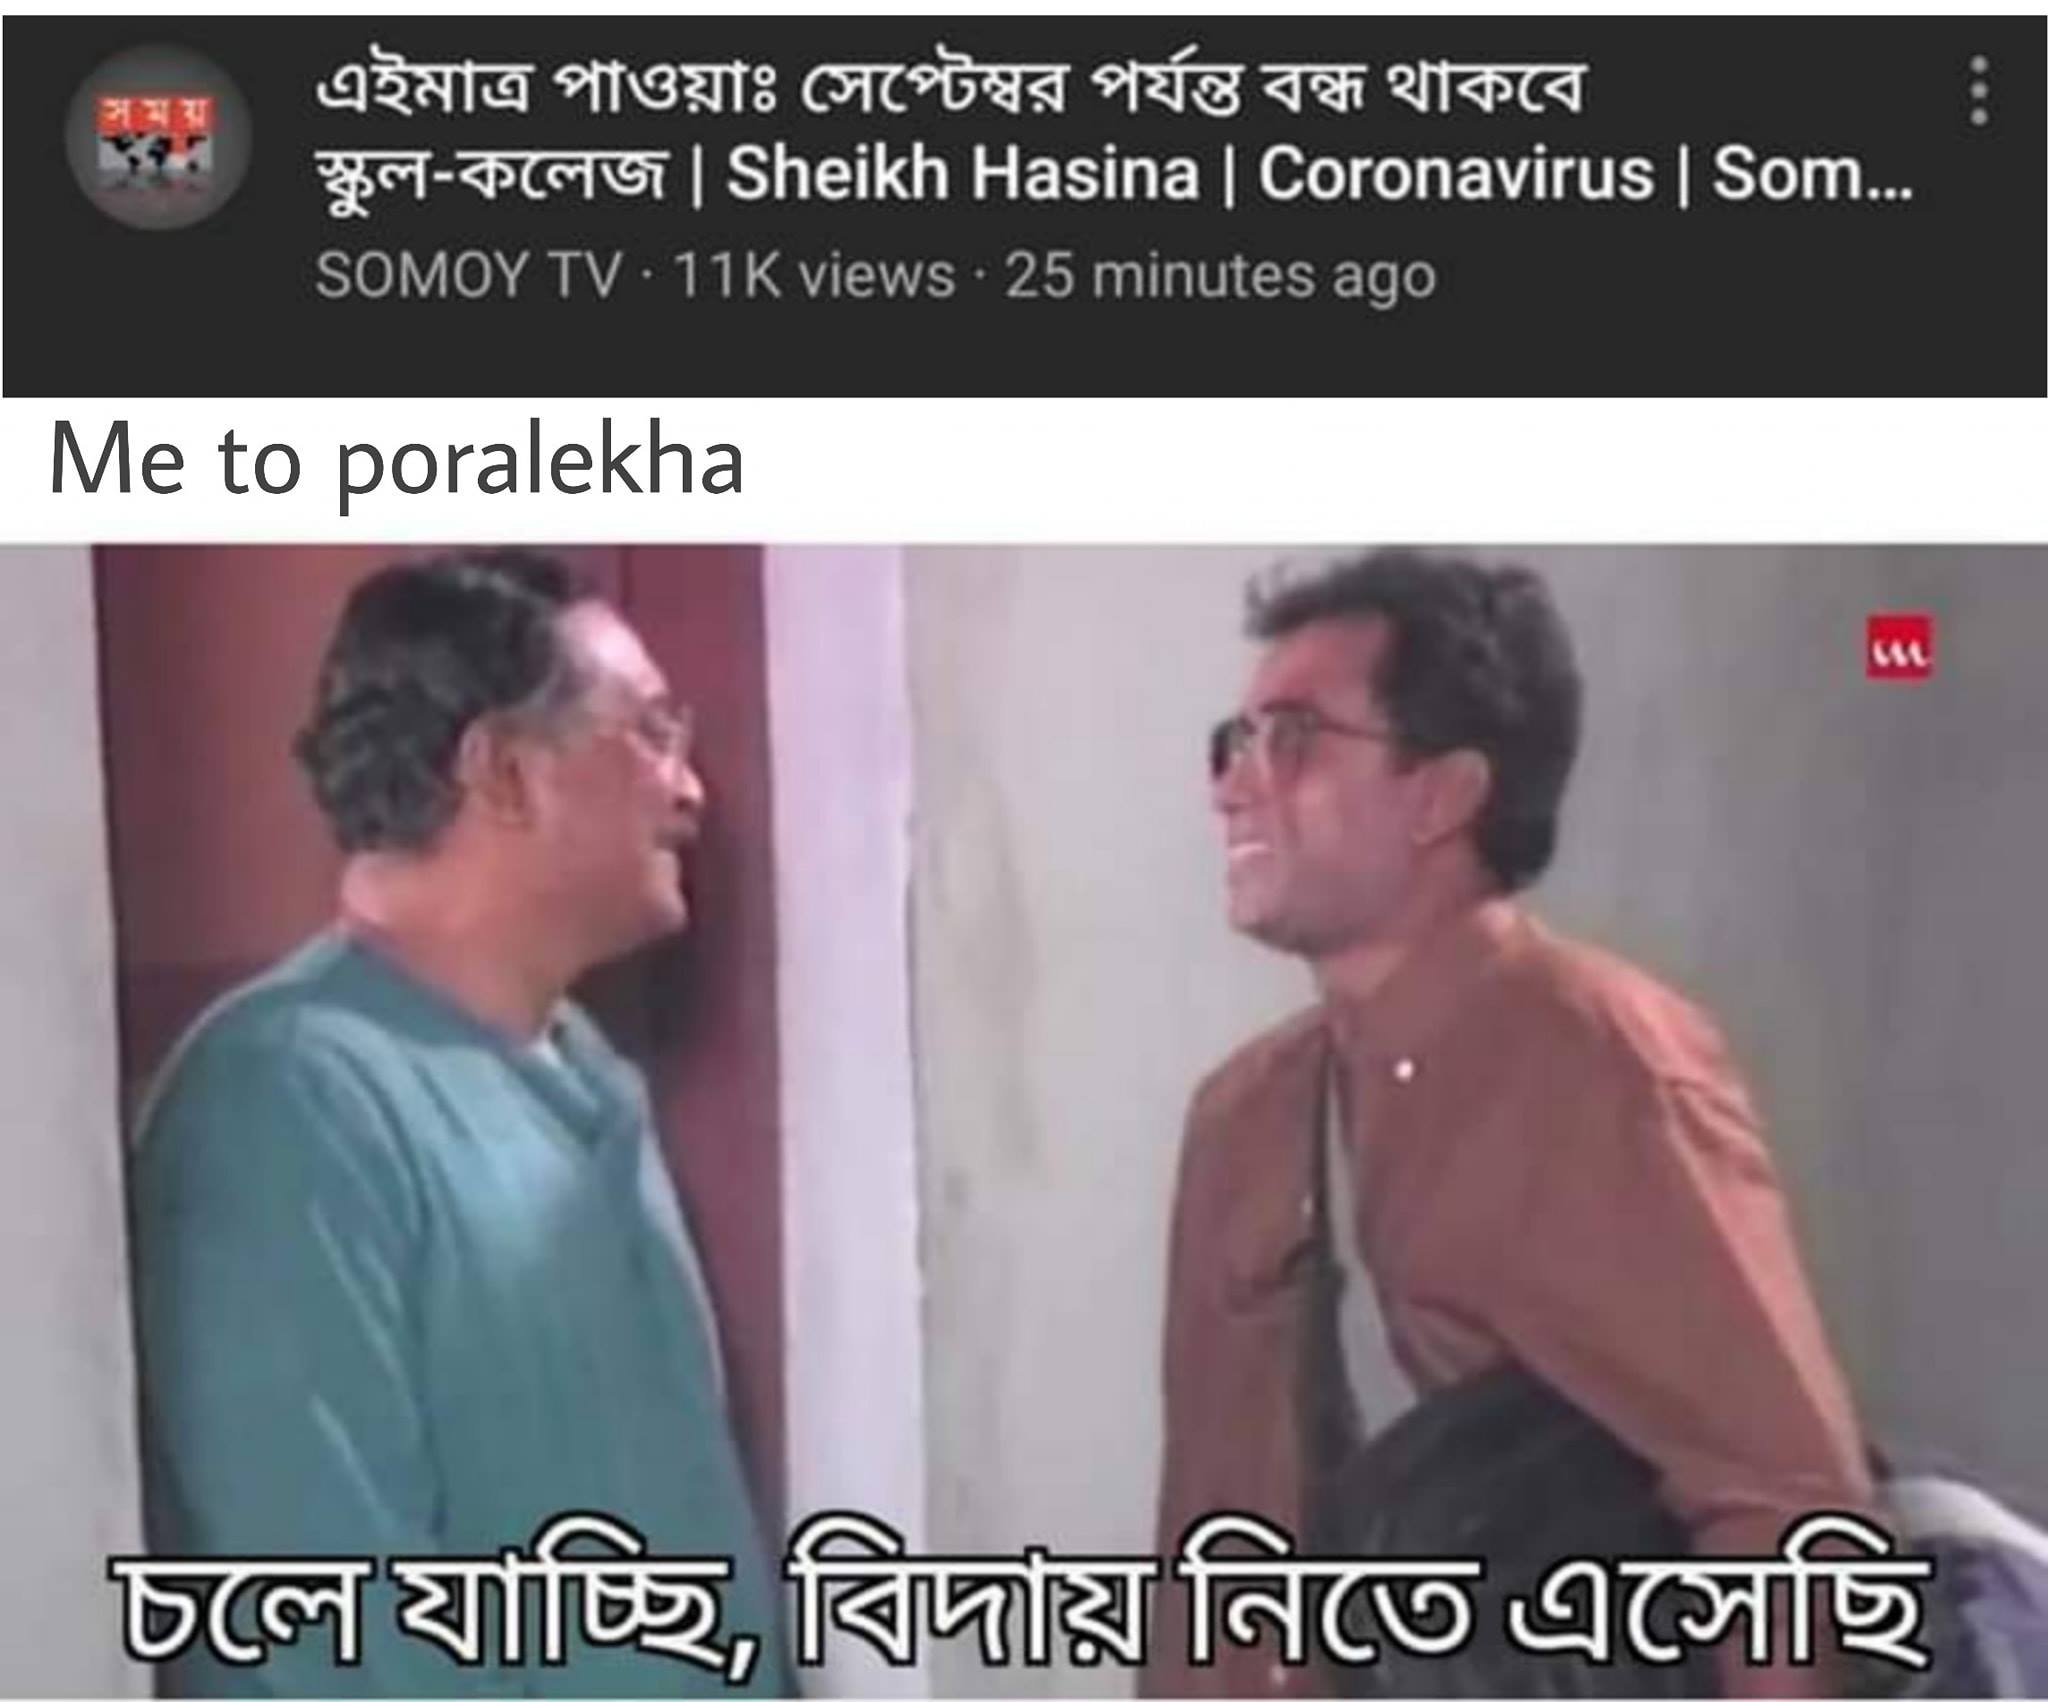 সময়
এইমাত্র পাওয়াঃ সেপ্টেম্বর পর্যন্ত বন্ধ থাকবে
স্কুল-কলেজ | Sheikh Hasina | Coronavirus | Som...
SOMOY TV · 11K views · 25 minutes ago
Me to poralekha
চলে যাচ্ছি, বিদায় নিতে এসেছি